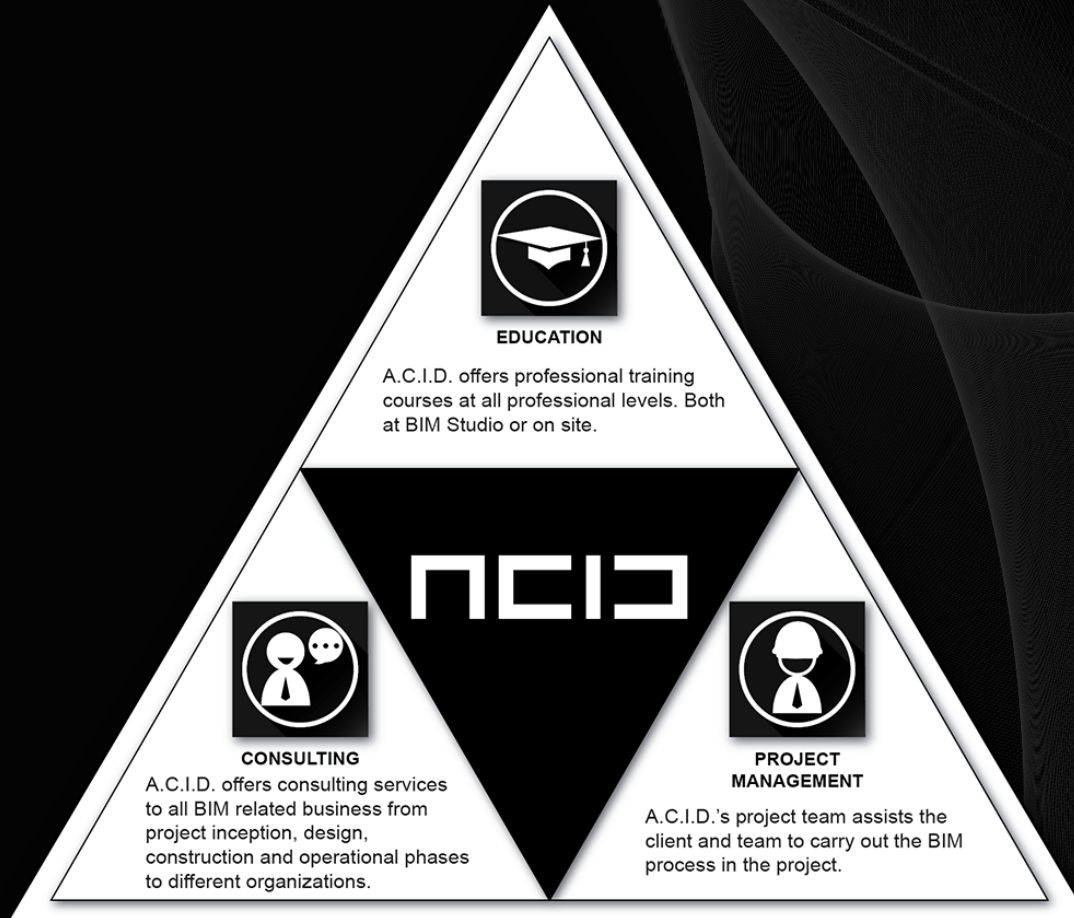 EDUCATION
A.C.I.D. offers professional training
courses at all professional levels. Both
at BIM Studio or on site.
ACID
CONSULTING
A.C.I.D. offers consulting services
to all BIM related business from
project inception, design,
construction and operational phases
to different organizations.
PROJECT
MANAGEMENT
A.C.I.D.’s project team assists the
client and team to carry out the BIM
process in the project.